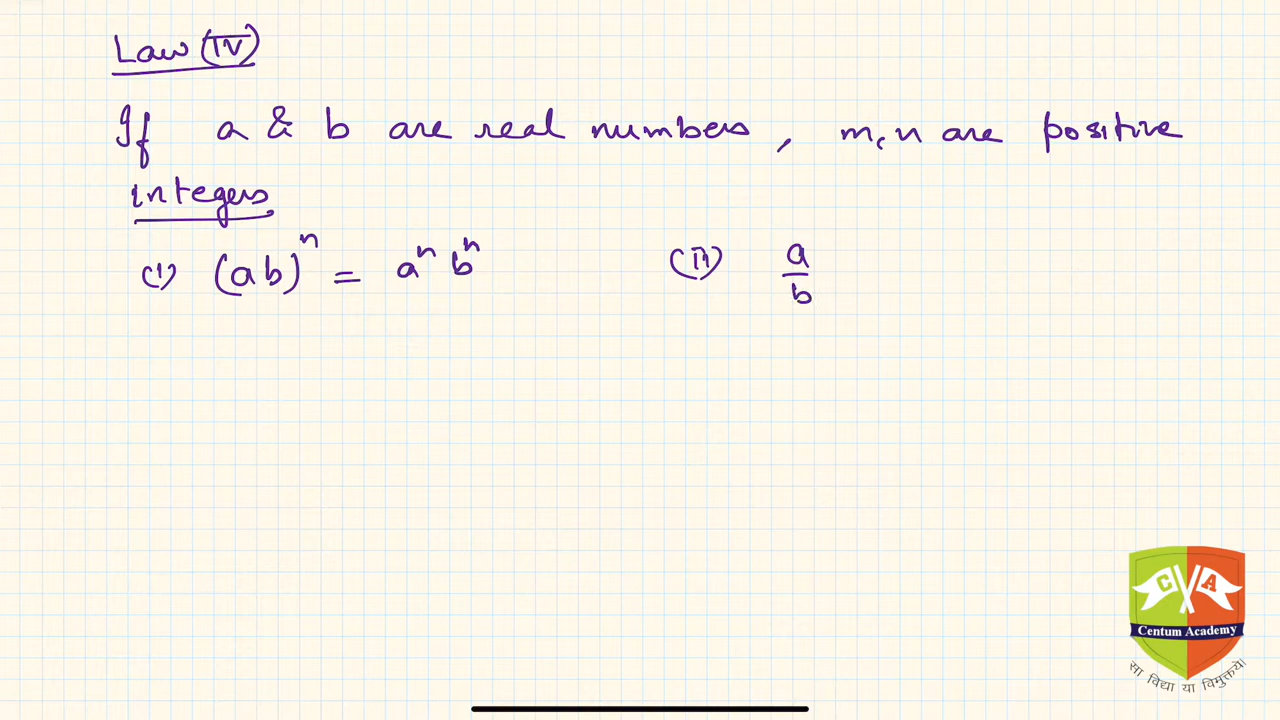 Law (IV)
If a & b are real numbers, m, n are positive
integers
(i) (ab)^n = a^n b^n (ii) a/b
C A
Centum Academy
सा विद्या या विमुक्तये।